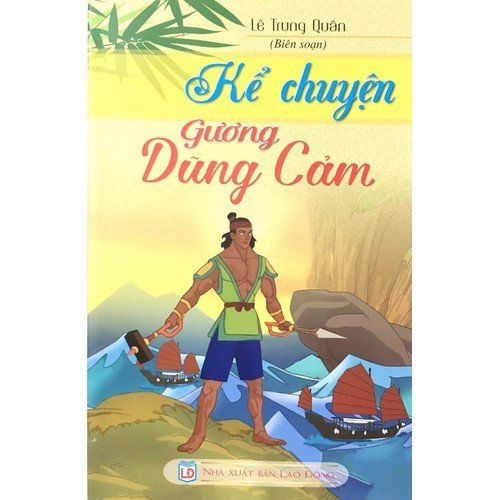 Lê Trung Quân
(Biên soạn)
Kể chuyện
Gương
Dũng Cảm
LĐ
NHÀ XUẤT BẢN LAO ĐỘNG